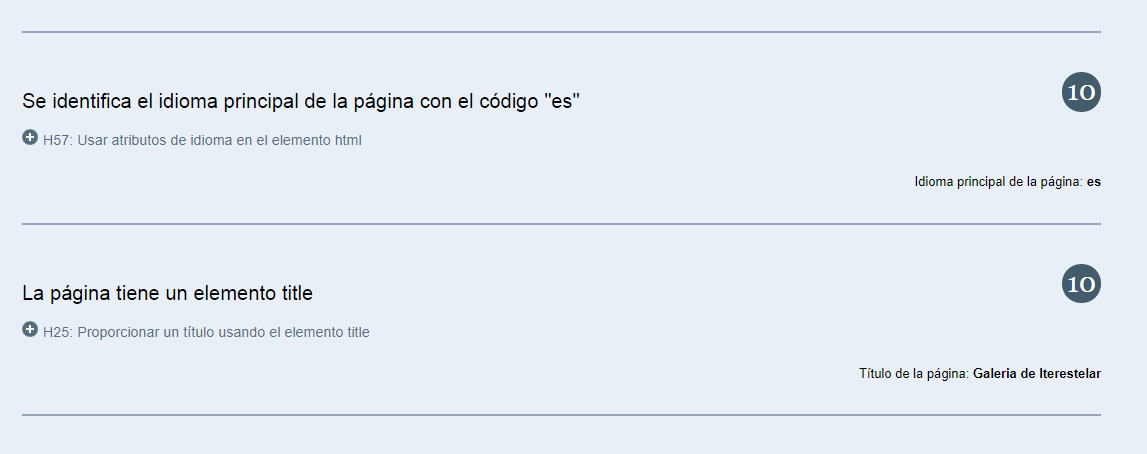 10
Se identifica el idioma principal de la página con el código "es"
H57: Usar atributos de idioma en el elemento html
Idioma principal de la página: es
10
La página tiene un elemento title
H25: Proporcionar un título usando el elemento title
Título de la página: Galeria de Iterestelar